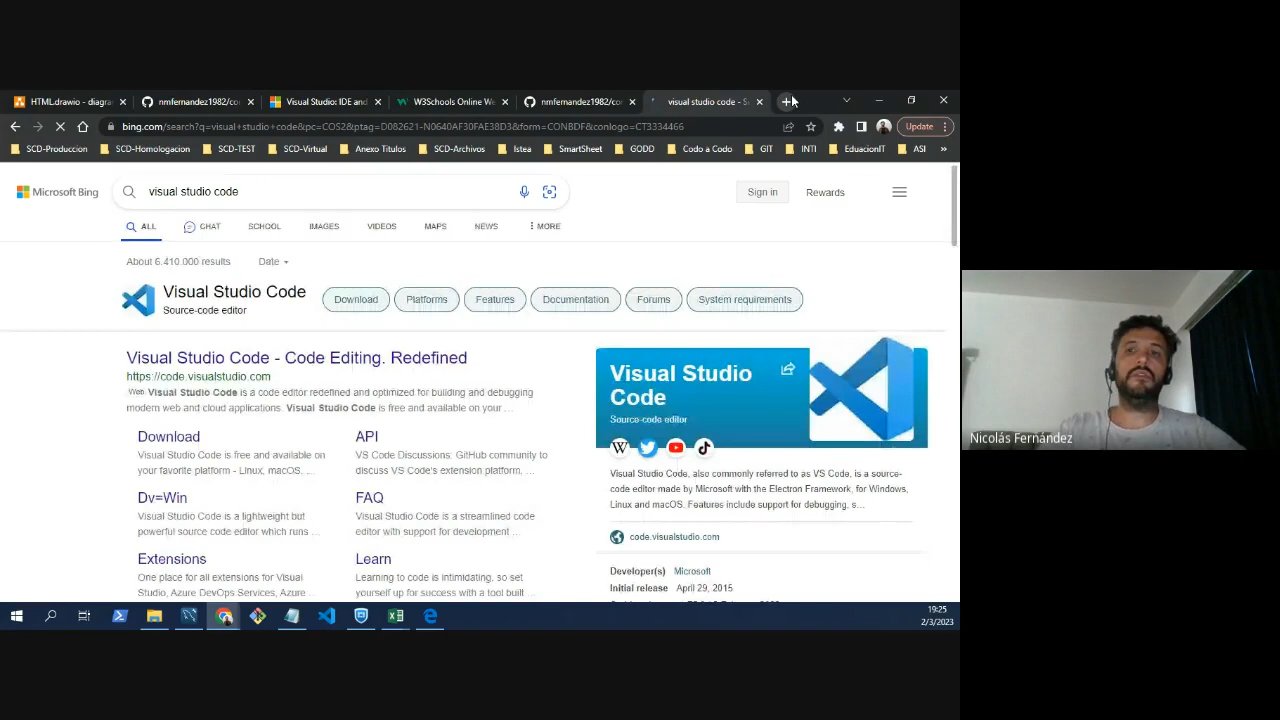 HTML.drawio - diagra
nmfernandez1982/co
Visual Studio: IDE and
W3Schools Online We
nmfernandez1982/co
visual studio code - S
bing.com/search?q=visual+studio+code&pc=COS2&ptag=D082621-N0640AF30FAE38D3&form=CONBDF&conlogo=CT3334466
Update
SCD-Produccion
SCD-Homologacion
SCD-TEST
SCD-Virtual
Anexo Titulos
SCD-Archivos
Istea
SmartSheet
GODD
Codo a Codo
GIT
INTI
EduacionIT
ASI
»
Microsoft Bing
visual studio code
Sign in
Rewards
ALL
CHAT
SCHOOL
IMAGES
VIDEOS
MAPS
NEWS
MORE
About 6.410.000 results
Date
Visual Studio Code
Source-code editor
Download
Platforms
Features
Documentation
Forums
System requirements
Visual Studio Code - Code Editing. Redefined
https://code.visualstudio.com
Web Visual Studio Code is a code editor redefined and optimized for building and debugging
modern web and cloud applications. Visual Studio Code is free and available on your ...
Download
Visual Studio Code is free and available on
your favorite platform - Linux, macOS. ...
API
VS Code Discussions: GitHub community to
discuss VS Code's extension platform, ...
Dv=Win
Visual Studio Code is a lightweight but
powerful source code editor which runs ...
FAQ
Visual Studio Code is a streamlined code
editor with support for development ...
Extensions
One place for all extensions for Visual
Studio, Azure DevOps Services, Azure ...
Learn
Learning to code is intimidating, so set
yourself up for success with a tool built ...
Visual Studio
Code
Source-code editor
W
Visual Studio Code, also commonly referred to as VS Code, is a source-
code editor made by Microsoft with the Electron Framework, for Windows,
Linux and macOS. Features include support for debugging, s...
code.visualstudio.com
Developer(s) Microsoft
Initial release April 29, 2015
19:25
2/3/2023
Nicolás Fernández